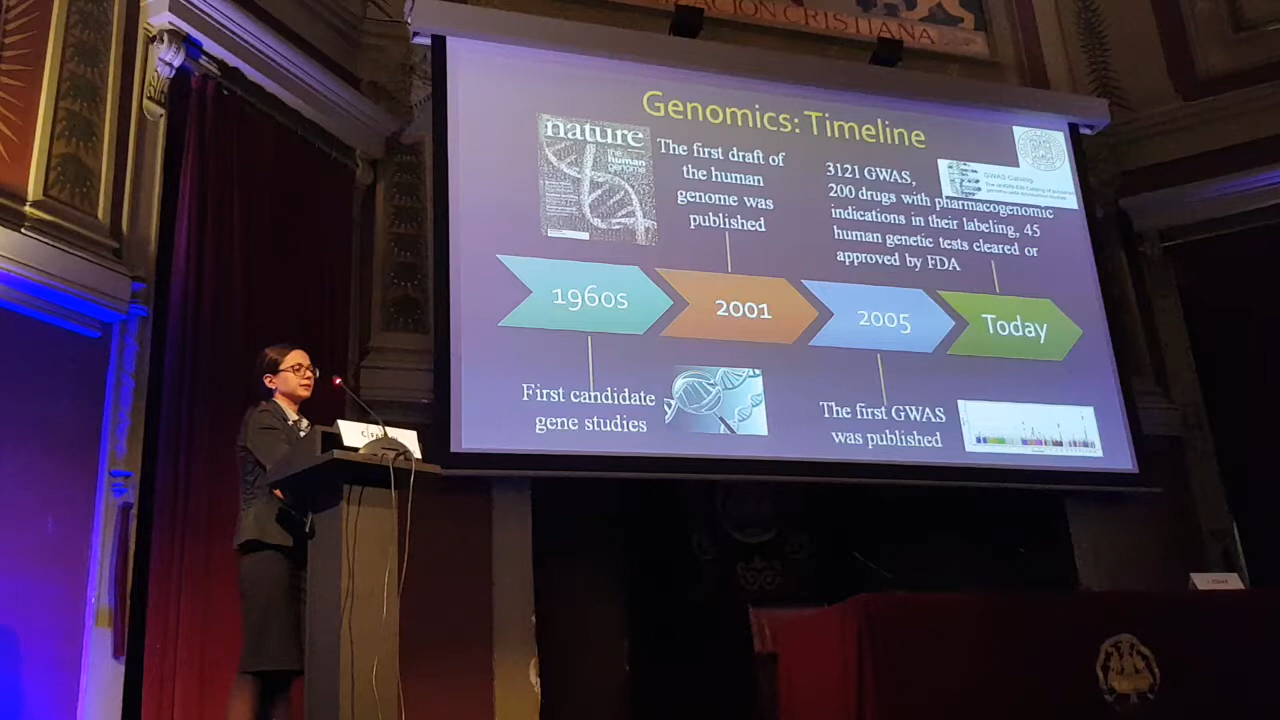 ACION CRISTIANA
Genomics: Timeline
nature
the
human
genome
The first draft of
the human
genome was
published
3121 GWAS,
200 drugs with pharmacogenomic
indications in their labeling, 45
human genetic tests cleared or
approved by FDA
GWAS Catalog
1960s
2001
2005
Today
First candidate
gene studies
The first GWAS
was published